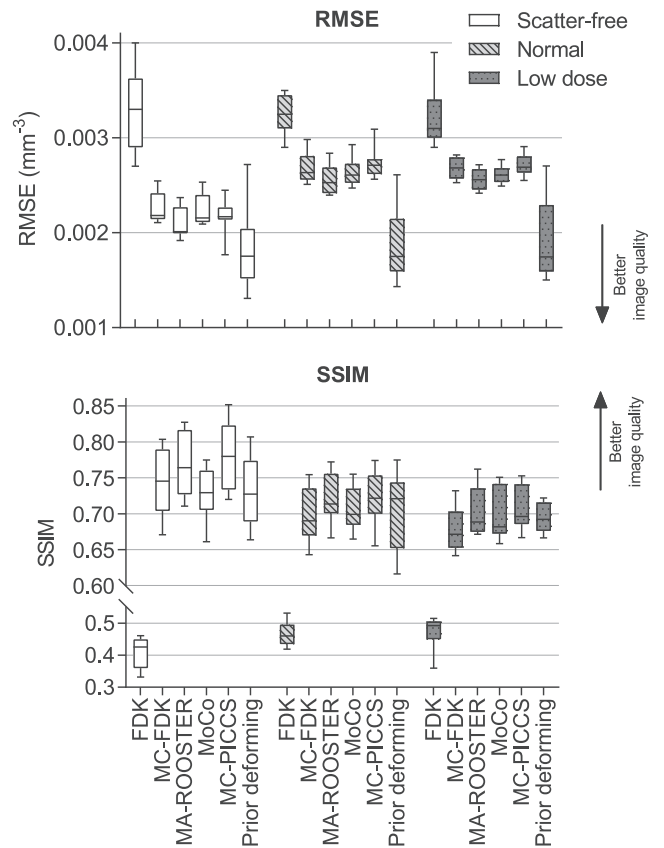 RMSE
Scatter-free
Normal
Low dose
0.004
0.003
0.002
0.001
RMSE (mm-3)
Better
image quality
SSIM
0.85
0.80
0.75
0.70
0.65
0.60
0.5
0.4
0.3
SSIM
Better
image quality
FDK
MC-FDK
MA-ROOSTER
MoCo
MC-PICCS
Prior deforming
FDK
MC-FDK
MA-ROOSTER
MoCo
MC-PICCS
Prior deforming
FDK
MC-FDK
MA-ROOSTER
MoCo
MC-PICCS
Prior deforming